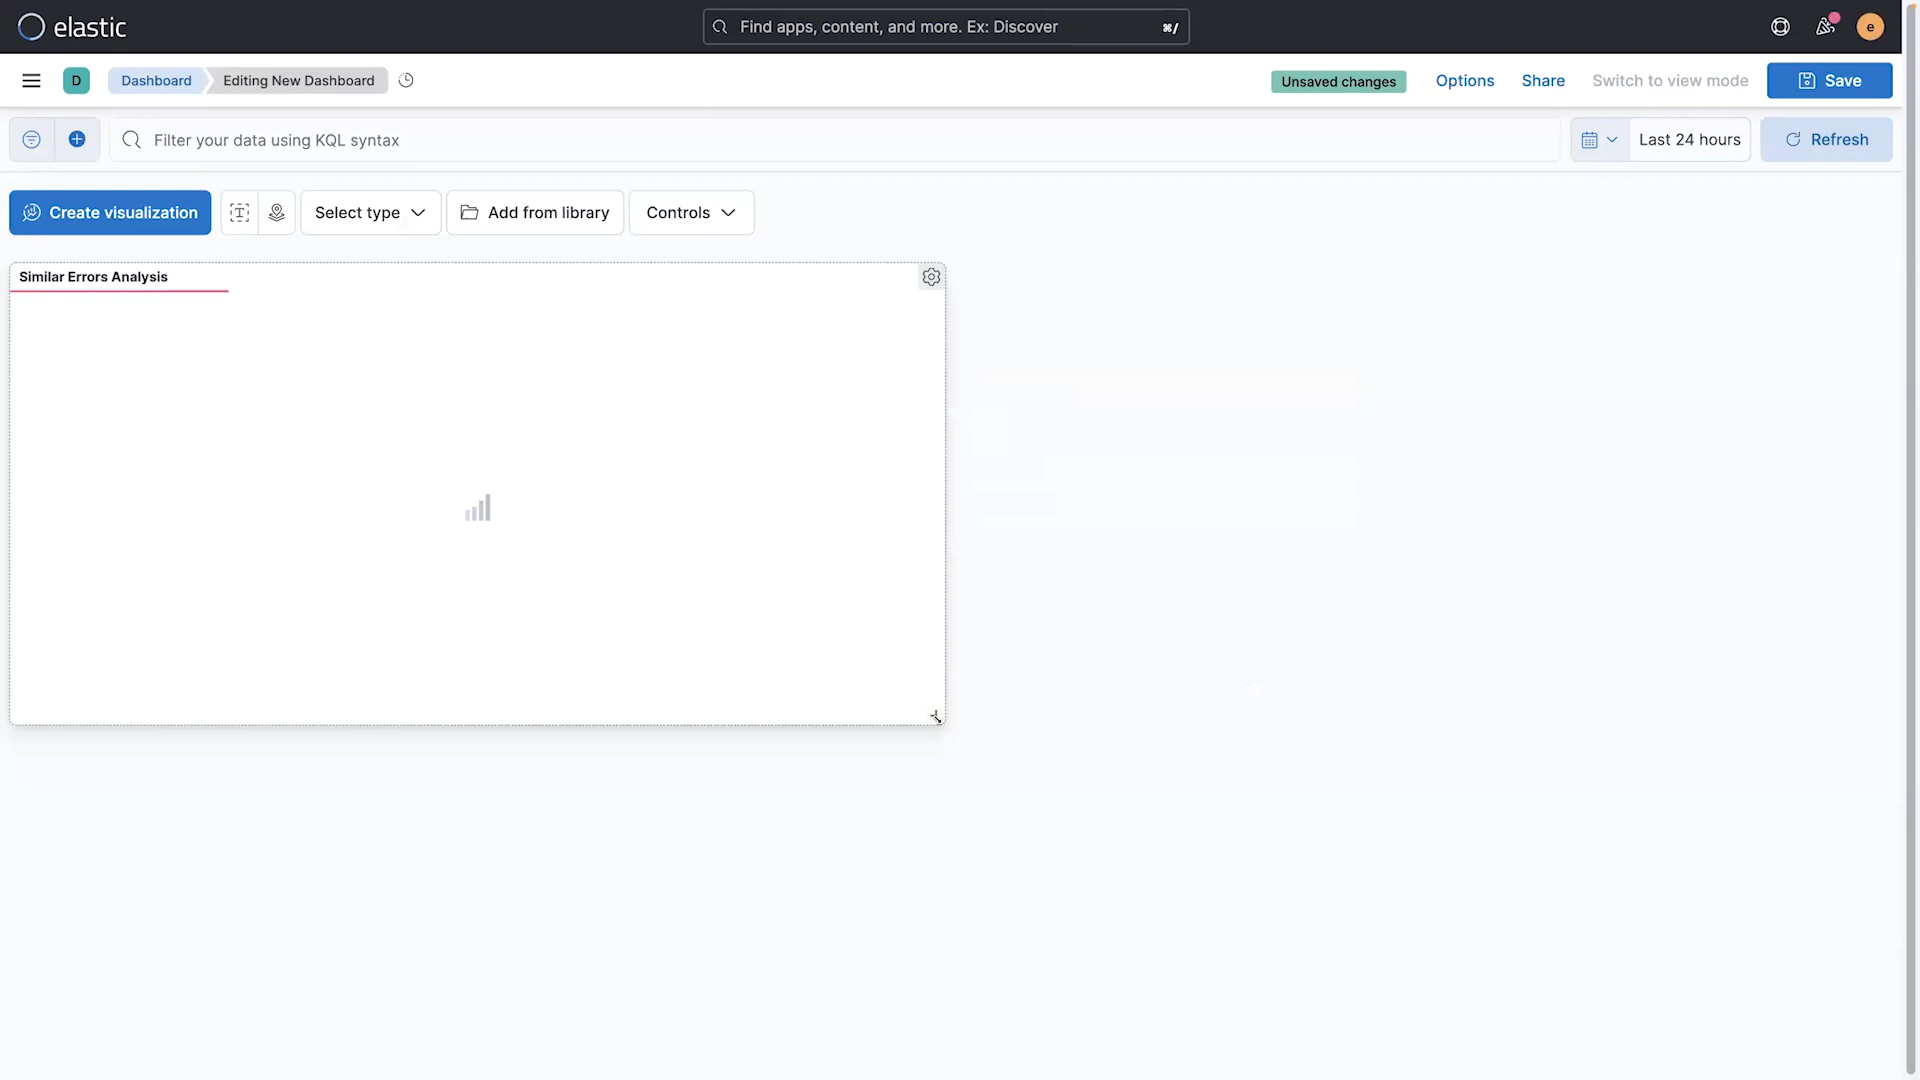 elastic
Find apps, content, and more. Ex: Discover
⌘/
e
D
Dashboard
Editing New Dashboard
Unsaved changes
Options
Share
Switch to view mode
Save
Filter your data using KQL syntax
Last 24 hours
Refresh
Create visualization
Select type
Add from library
Controls
Similar Errors Analysis